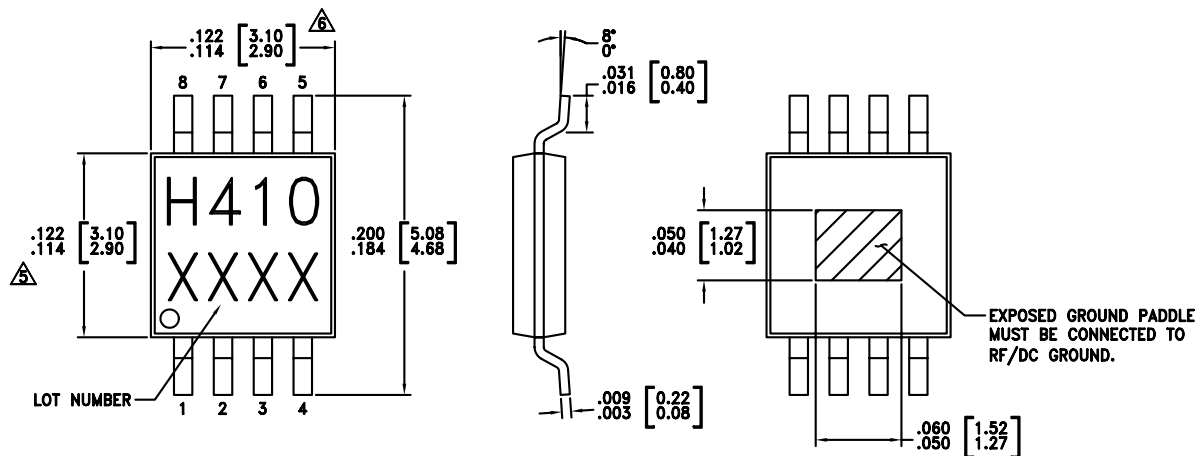 6
.122 [3.10]
.114 [2.90]
8 7 6 5
.122 [3.10]
.114 [2.90]
5
H410
XXXX
.200 [5.08]
.184 [4.68]
LOT NUMBER
1 2 3 4
8°
0°
.031 [0.80]
.016 [0.40]
.009 [0.22]
.003 [0.08]
.050 [1.27]
.040 [1.02]
EXPOSED GROUND PADDLE
MUST BE CONNECTED TO
RF/DC GROUND.
.060 [1.52]
.050 [1.27]